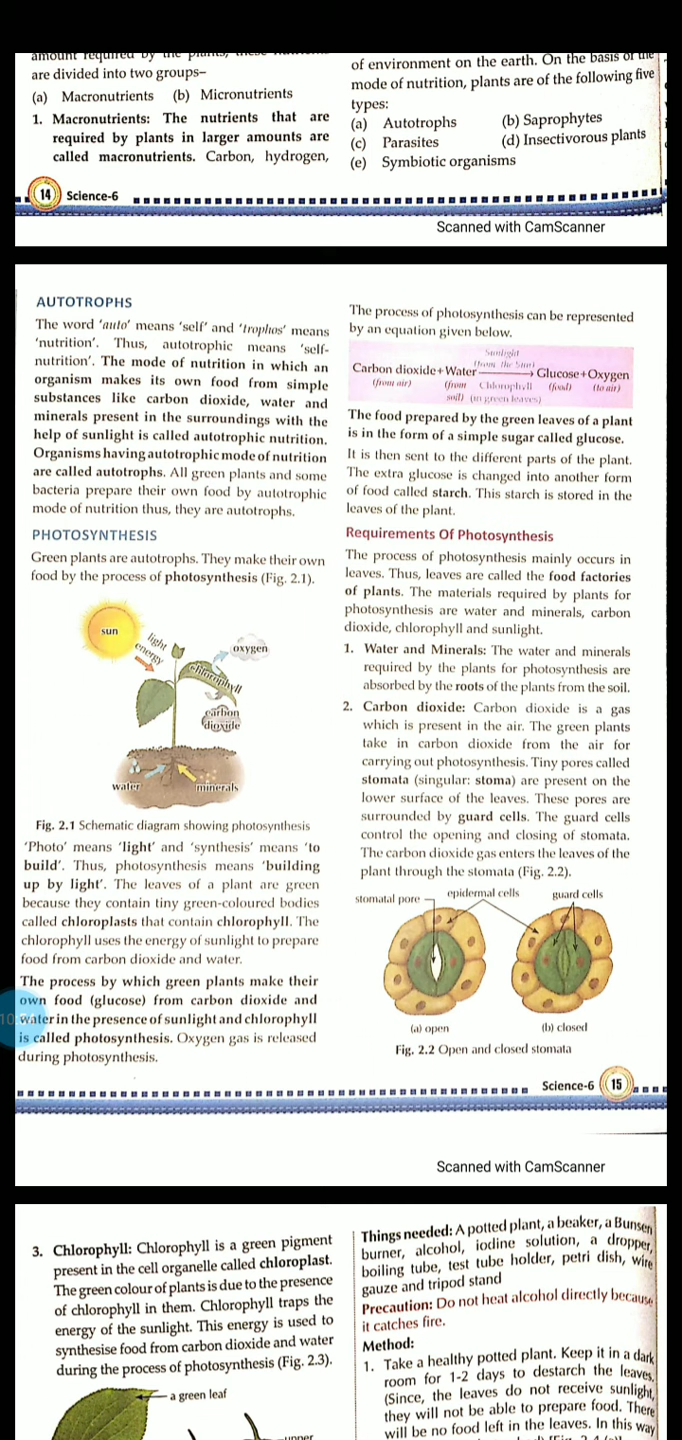 amount required by the plants, these nutrients
are divided into two groups–
(a) Macronutrients (b) Micronutrients
1. Macronutrients: The nutrients that are
required by plants in larger amounts are
called macronutrients. Carbon, hydrogen,
of environment on the earth. On the basis of the
mode of nutrition, plants are of the following five
types:
(a) Autotrophs (b) Saprophytes
(c) Parasites (d) Insectivorous plants
(e) Symbiotic organisms
14 Science-6
Scanned with CamScanner
AUTOTROPHS
The word 'auto' means 'self' and 'trophos' means
'nutrition'. Thus, autotrophic means 'self-
nutrition'. The mode of nutrition in which an
organism makes its own food from simple
substances like carbon dioxide, water and
minerals present in the surroundings with the
help of sunlight is called autotrophic nutrition.
Organisms having autotrophic mode of nutrition
are called autotrophs. All green plants and some
bacteria prepare their own food by autotrophic
mode of nutrition thus, they are autotrophs.
PHOTOSYNTHESIS
Green plants are autotrophs. They make their own
food by the process of photosynthesis (Fig. 2.1).
sun
light
energy
oxygen
chlorophyll
carbon
dioxide
water
minerals
Fig. 2.1 Schematic diagram showing photosynthesis
'Photo' means 'light' and 'synthesis' means 'to
build'. Thus, photosynthesis means 'building
up by light'. The leaves of a plant are green
because they contain tiny green-coloured bodies
called chloroplasts that contain chlorophyll. The
chlorophyll uses the energy of sunlight to prepare
food from carbon dioxide and water.
The process by which green plants make their
own food (glucose) from carbon dioxide and
water in the presence of sunlight and chlorophyll
is called photosynthesis. Oxygen gas is released
during photosynthesis.
The process of photosynthesis can be represented
by an equation given below.
Sunlight
(from the Sun)
Carbon dioxide+Water → Glucose+Oxygen
(from air) (from Chlorophyll (food) (to air)
soil) (in green leaves)
The food prepared by the green leaves of a plant
is in the form of a simple sugar called glucose.
It is then sent to the different parts of the plant.
The extra glucose is changed into another form
of food called starch. This starch is stored in the
leaves of the plant.
Requirements Of Photosynthesis
The process of photosynthesis mainly occurs in
leaves. Thus, leaves are called the food factories
of plants. The materials required by plants for
photosynthesis are water and minerals, carbon
dioxide, chlorophyll and sunlight.
1. Water and Minerals: The water and minerals
required by the plants for photosynthesis are
absorbed by the roots of the plants from the soil.
2. Carbon dioxide: Carbon dioxide is a gas
which is present in the air. The green plants
take in carbon dioxide from the air for
carrying out photosynthesis. Tiny pores called
stomata (singular: stoma) are present on the
lower surface of the leaves. These pores are
surrounded by guard cells. The guard cells
control the opening and closing of stomata.
The carbon dioxide gas enters the leaves of the
plant through the stomata (Fig. 2.2).
stomatal pore epidermal cells guard cells
(a) open (b) closed
Fig. 2.2 Open and closed stomata
Science-6 15
Scanned with CamScanner
3. Chlorophyll: Chlorophyll is a green pigment
present in the cell organelle called chloroplast.
The green colour of plants is due to the presence
of chlorophyll in them. Chlorophyll traps the
energy of the sunlight. This energy is used to
synthesise food from carbon dioxide and water
during the process of photosynthesis (Fig. 2.3).
a green leaf
upper
Things needed: A potted plant, a beaker, a Bunsen
burner, alcohol, iodine solution, a dropper,
boiling tube, test tube holder, petri dish, wire
gauze and tripod stand
Precaution: Do not heat alcohol directly because
it catches fire.
Method:
1. Take a healthy potted plant. Keep it in a dark
room for 1-2 days to destarch the leaves.
(Since, the leaves do not receive sunlight,
they will not be able to prepare food. There
will be no food left in the leaves. In this way